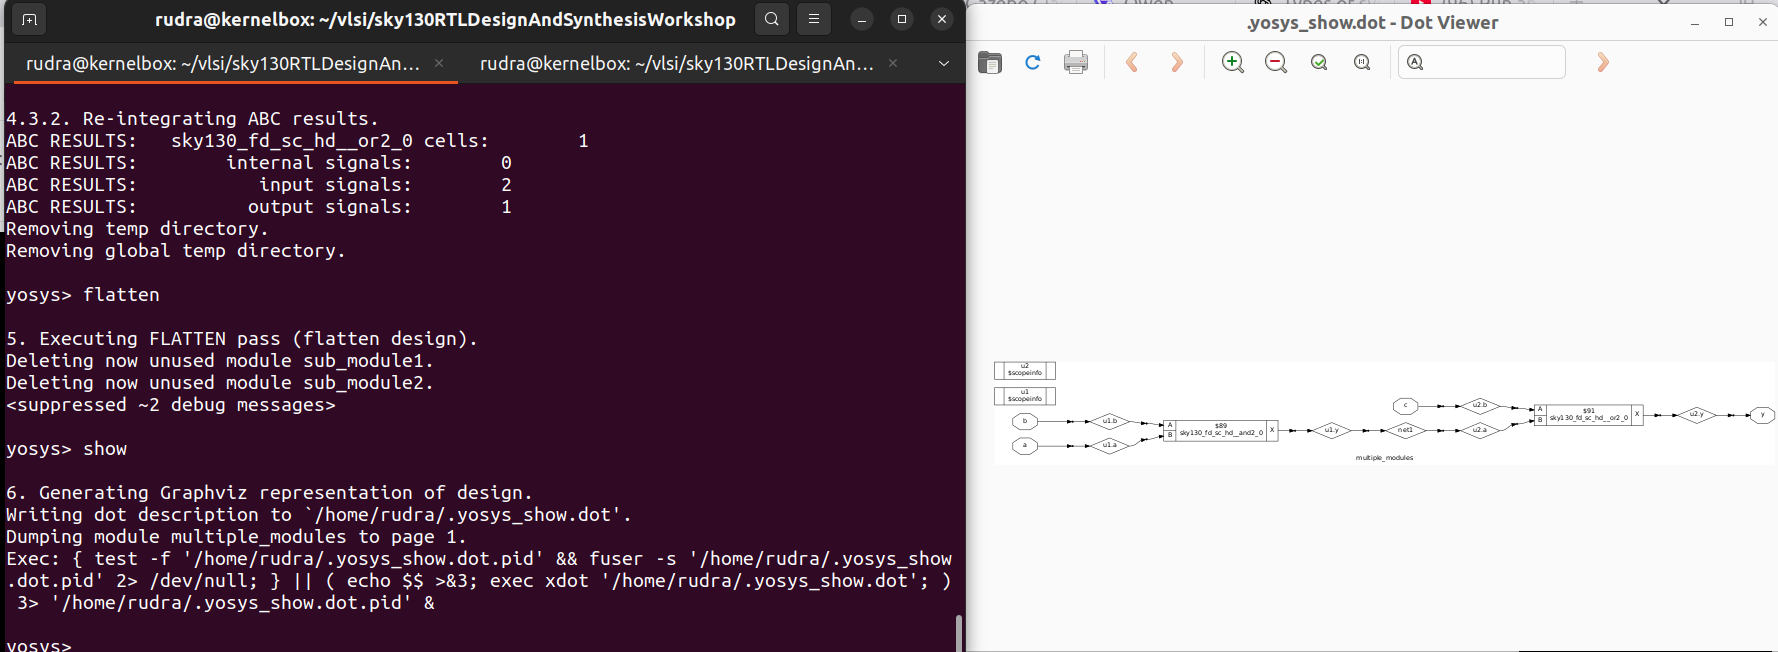 rudra@kernelbox: ~/vlsi/sky130RTLDesignAndSynthesisWorkshop
rudra@kernelbox: ~/vlsi/sky130RTLDesignAn...
rudra@kernelbox: ~/vlsi/sky130RTLDesignAn...
4.3.2. Re-integrating ABC results.
ABC RESULTS:   sky130_fd_sc_hd__or2_0 cells:        1
ABC RESULTS:        internal signals:        0
ABC RESULTS:           input signals:        2
ABC RESULTS:          output signals:        1
Removing temp directory.
Removing global temp directory.
yosys> flatten
5. Executing FLATTEN pass (flatten design).
Deleting now unused module sub_module1.
Deleting now unused module sub_module2.
<suppressed ~2 debug messages>
yosys> show
6. Generating Graphviz representation of design.
Writing dot description to `/home/rudra/.yosys_show.dot'.
Dumping module multiple_modules to page 1.
Exec: { test -f '/home/rudra/.yosys_show.dot.pid' && fuser -s '/home/rudra/.yosys_show
.dot.pid' 2> /dev/null; } || ( echo $$ >&3; exec xdot '/home/rudra/.yosys_show.dot'; )
 3> '/home/rudra/.yosys_show.dot.pid' &
yosys>
.yosys_show.dot - Dot Viewer
u2
$scopeinfo
u1
$scopeinfo
b
u1.b
a
u1.a
A
B
$89
sky130_fd_sc_hd__and2_0
X
u1.y
net1
c
u2.b
u2.a
A
B
$91
sky130_fd_sc_hd__or2_0
X
u2.y
y
multiple_modules